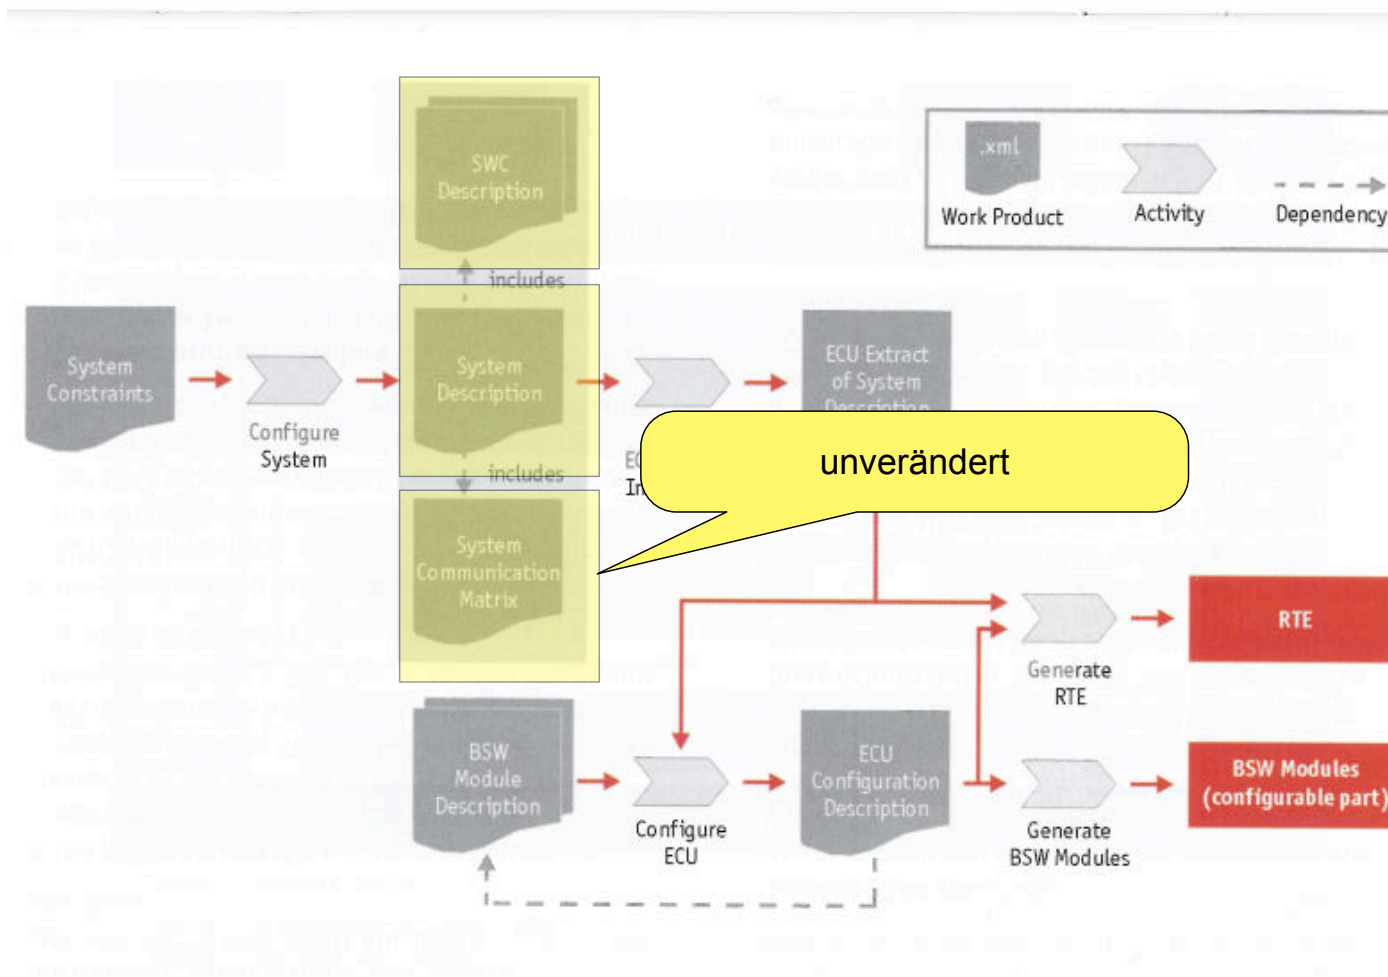 SWC
Description
.xml
Work Product
Activity
Dependency
includes
System
Constraints
Configure
System
System
Description
ECU Extract
of System
Description
unverändert
includes
System
Communication
Matrix
RTE
Generate
RTE
BSW
Module
Description
Configure
ECU
ECU
Configuration
Description
Generate
BSW Modules
BSW Modules
(configurable part)